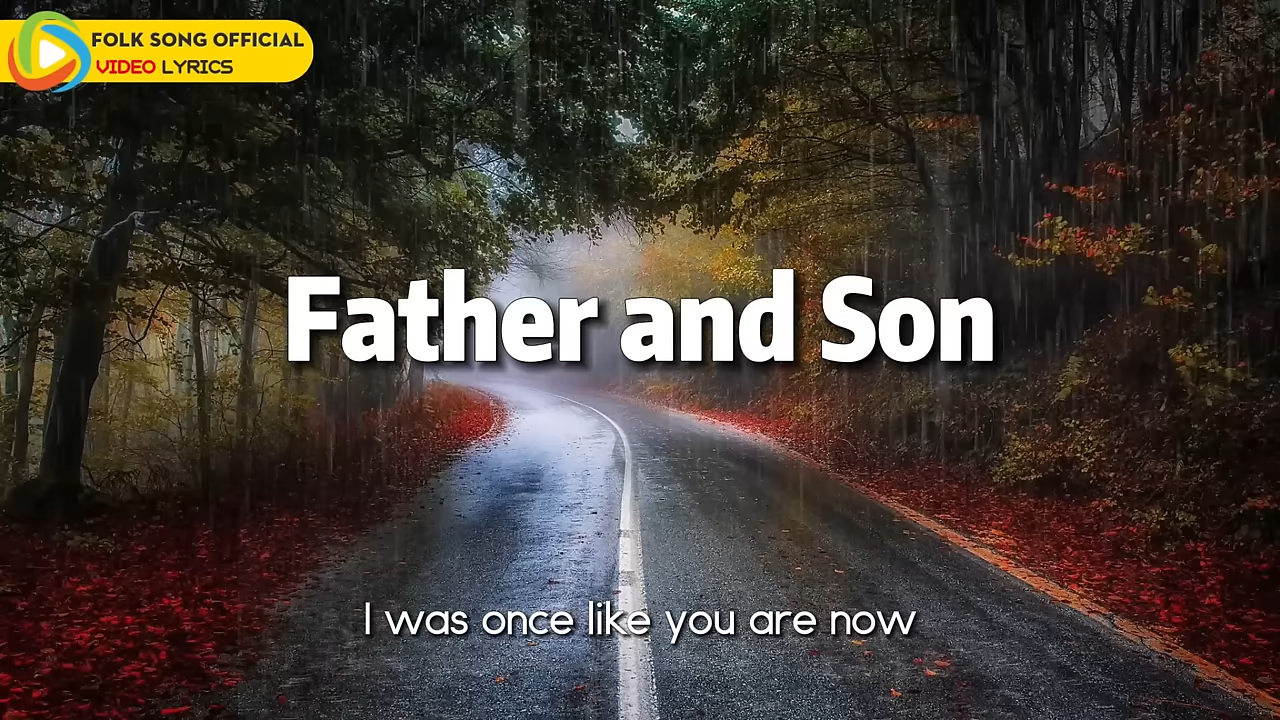 FOLK SONG OFFICIAL
VIDEO LYRICS
Father and Son
I was once like you are now